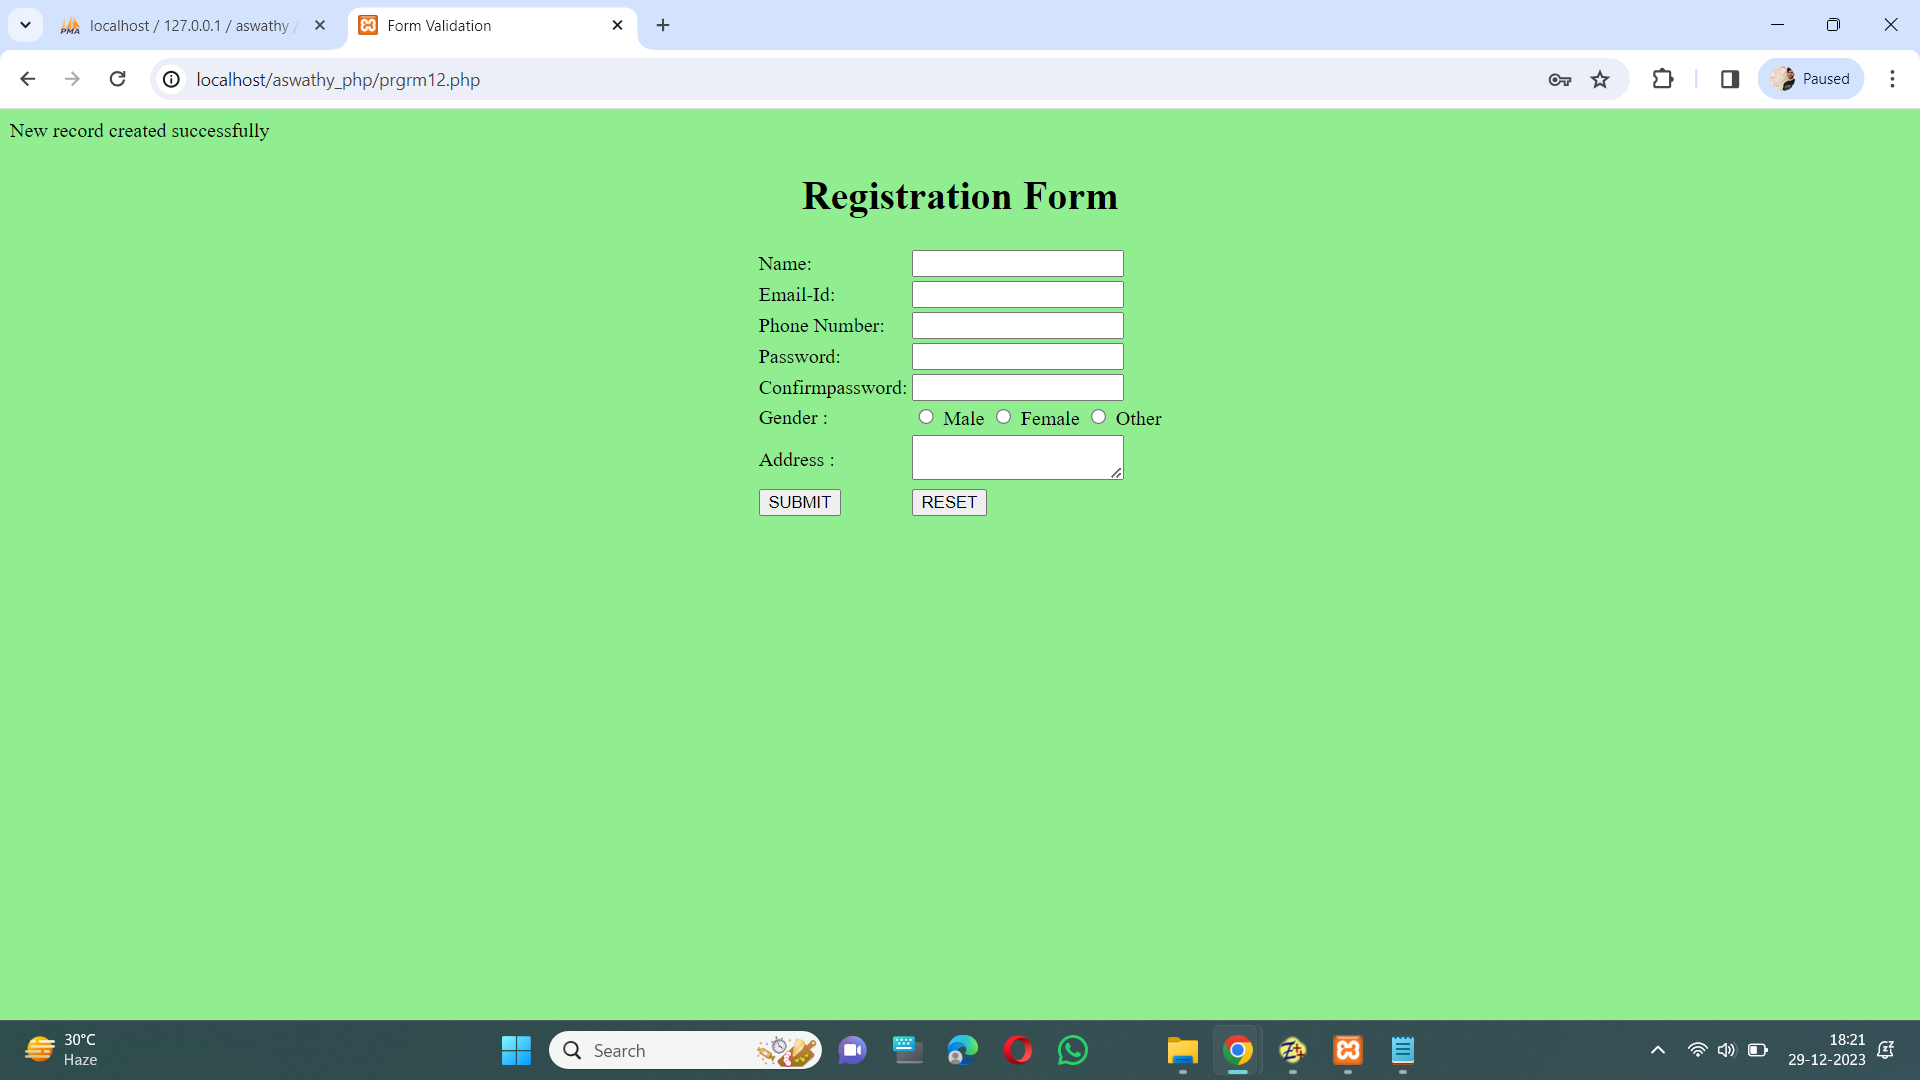 localhost / 127.0.0.1 / aswathy /
Form Validation
localhost/aswathy_php/prgrm12.php
Paused
New record created successfully
Registration Form
Name:
Email-Id:
Phone Number:
Password:
Confirmpassword:
Gender : Male Female Other
Address :
SUBMIT RESET
30°C
Haze
Search
18:21
29-12-2023